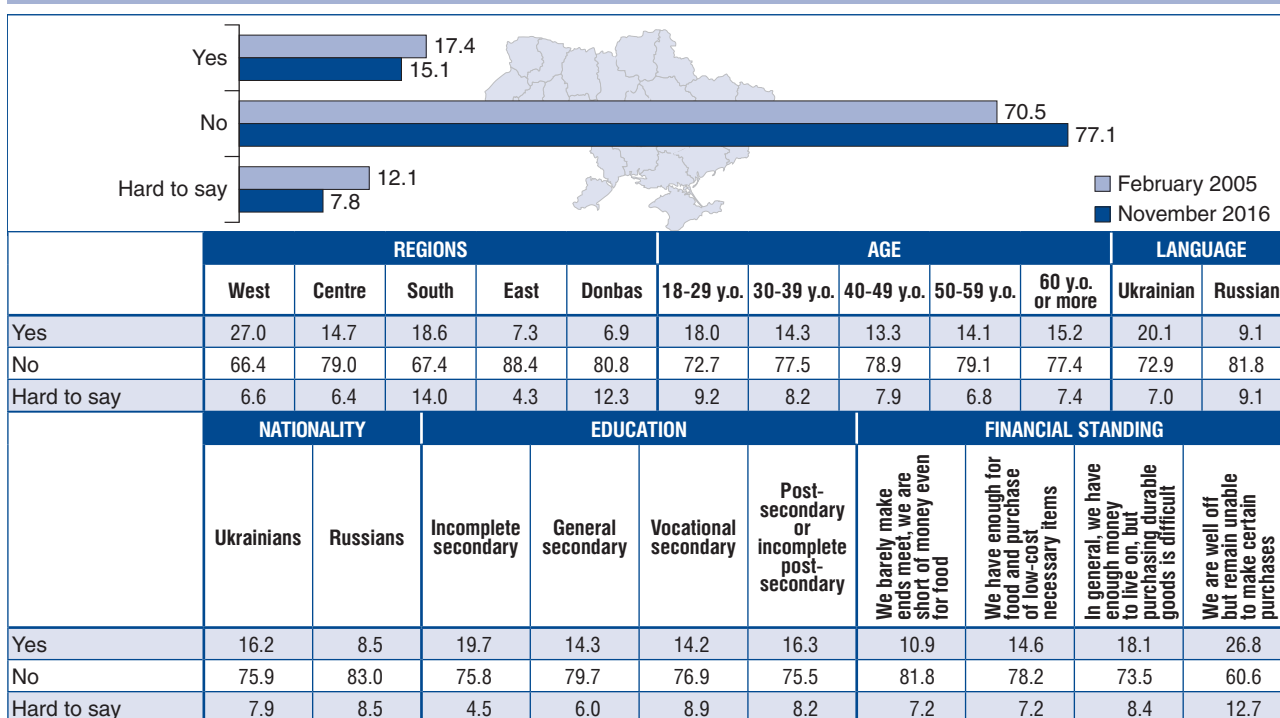 Yes 17.4
15.1
No 70.5
77.1
Hard to say 12.1
7.8
February 2005
November 2016
REGIONS AGE LANGUAGE
West Centre South East Donbas 18-29 y.o. 30-39 y.o. 40-49 y.o. 50-59 y.o. 60 y.o. or more Ukrainian Russian
Yes 27.0 14.7 18.6 7.3 6.9 18.0 14.3 13.3 14.1 15.2 20.1 9.1
No 66.4 79.0 67.4 88.4 80.8 72.7 77.5 78.9 79.1 77.4 72.9 81.8
Hard to say 6.6 6.4 14.0 4.3 12.3 9.2 8.2 7.9 6.8 7.4 7.0 9.1
NATIONALITY EDUCATION FINANCIAL STANDING
Ukrainians Russians Incomplete secondary General secondary Vocational secondary Post-secondary or incomplete post-secondary We barely make ends meet, we are short of money even for food We have enough for food and purchase of low-cost necessary items In general, we have enough money to live on, but purchasing durable goods is difficult We are well off but remain unable to make certain purchases
Yes 16.2 8.5 19.7 14.3 14.2 16.3 10.9 14.6 18.1 26.8
No 75.9 83.0 75.8 79.7 76.9 75.5 81.8 78.2 73.5 60.6
Hard to say 7.9 8.5 4.5 6.0 8.9 8.2 7.2 7.2 8.4 12.7